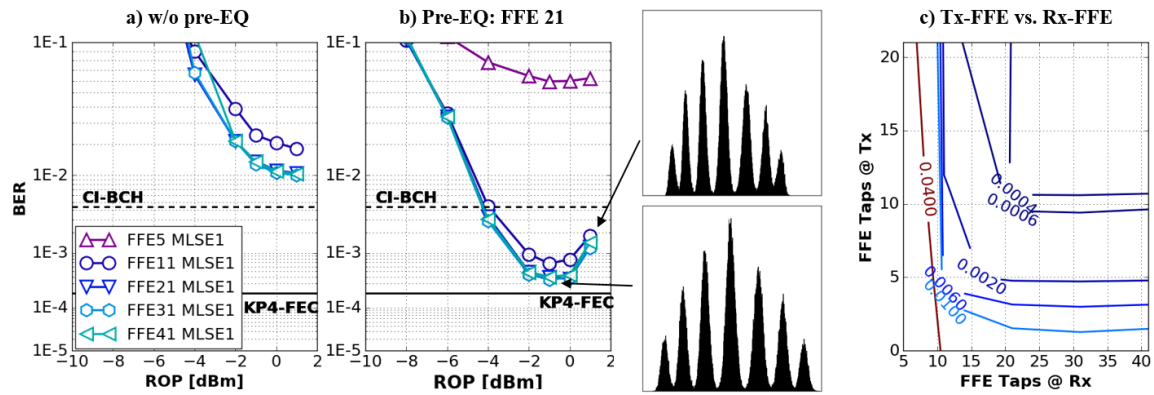 a) w/o pre-EQ
b) Pre-EQ: FFE 21
c) Tx-FFE vs. Rx-FFE
BER
1E-1
1E-2
1E-3
1E-4
1E-5
CI-BCH
KP4-FEC
FFE5 MLSE1
FFE11 MLSE1
FFE21 MLSE1
FFE31 MLSE1
FFE41 MLSE1
−10 −8 −6 −4 −2 0 2
ROP [dBm]
1E-1
1E-2
1E-3
1E-4
1E-5
CI-BCH
KP4-FEC
−10 −8 −6 −4 −2 0 2
ROP [dBm]
FFE Taps @ Tx
20
15
10
5
0
0.0400
0.0004
0.0006
0.0020
0.0060
0.0100
5 10 15 20 25 30 35 40
FFE Taps @ Rx